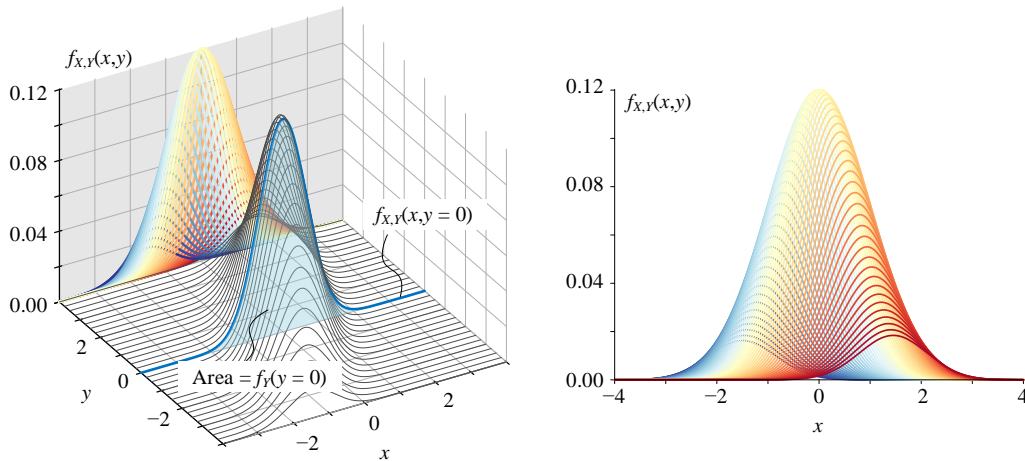 f_{X,Y}(x,y)
0.12
0.08
0.04
0.00
2
0
−2
y
−2
0
2
x
f_{X,Y}(x,y = 0)
Area = f_Y(y = 0)
0.12
f_{X,Y}(x,y)
0.08
0.04
0.00
−4
−2
0
2
4
x